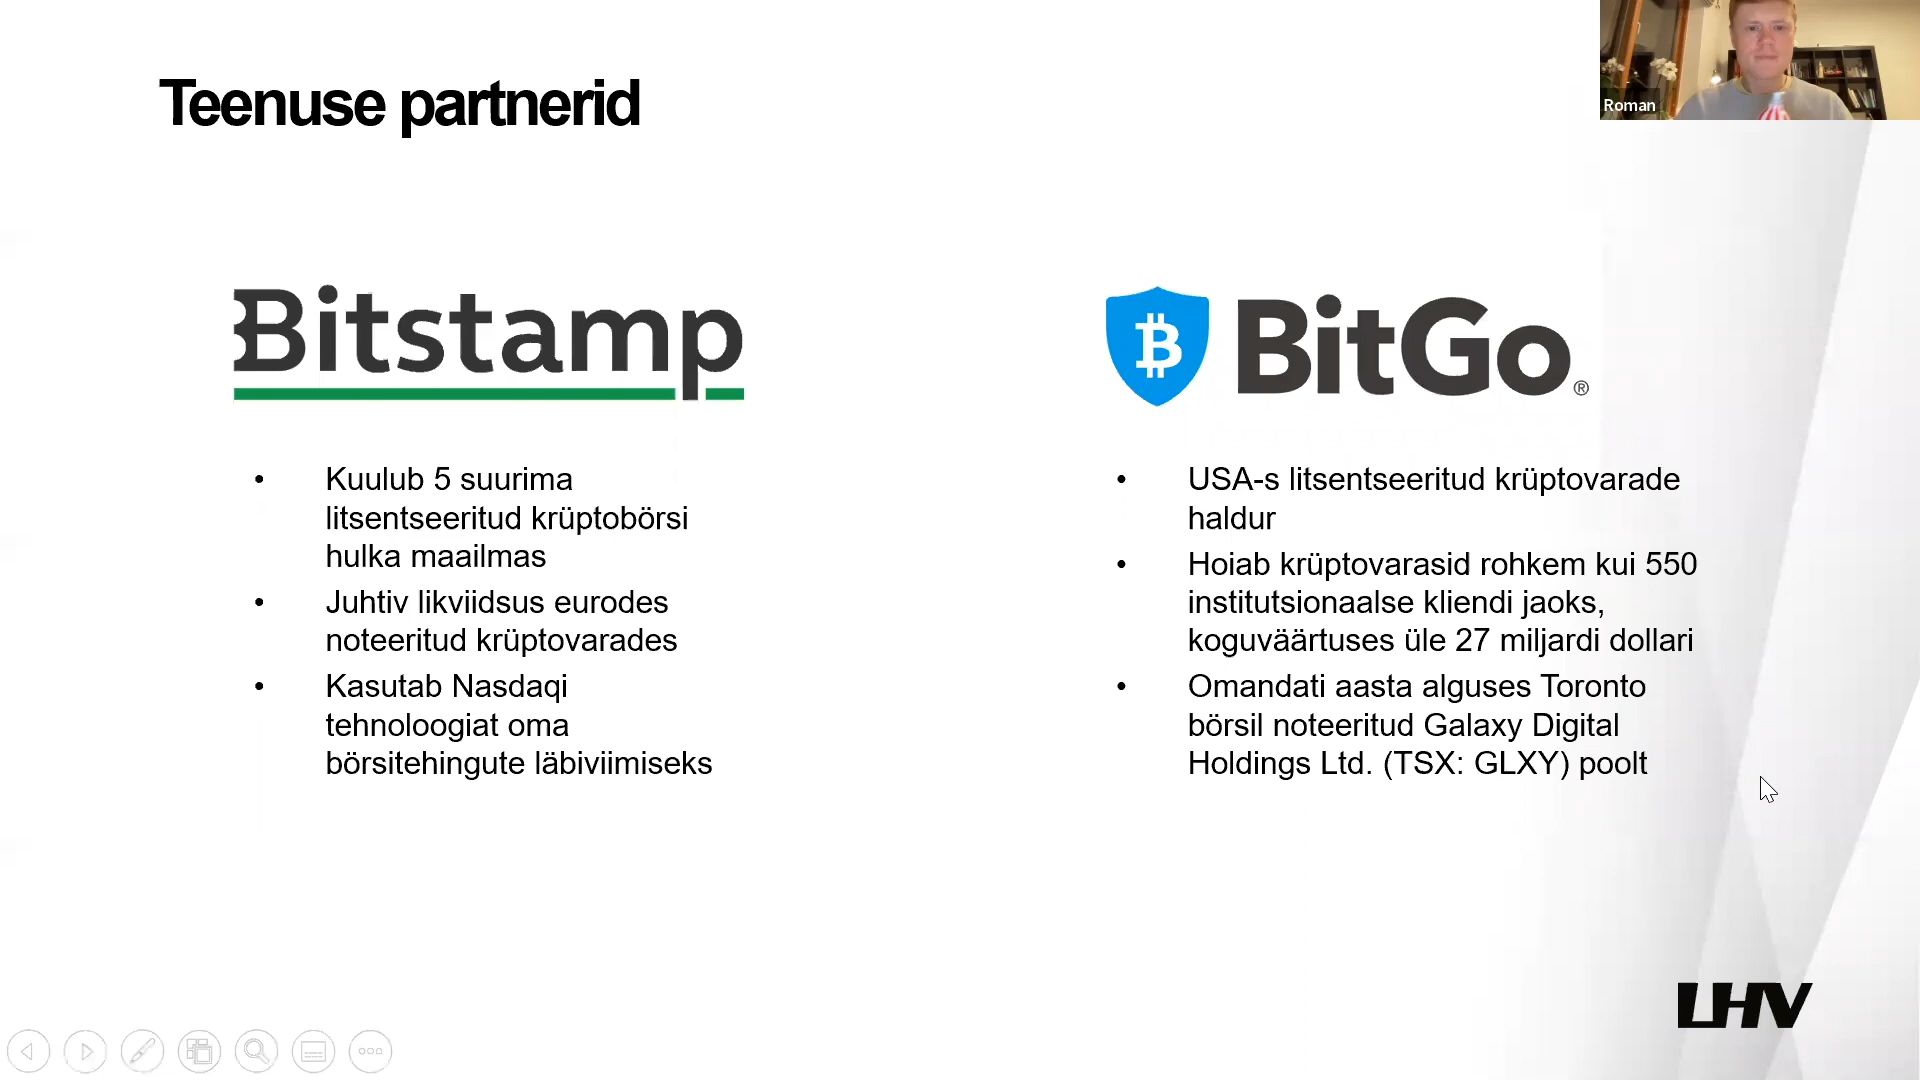 Teenuse partnerid
Roman
Bitstamp
Kuulub 5 suurima
litsentseeritud krüptobörsi
hulka maailmas
Juhtiv likviidsus eurodes
noteeritud krüptovarades
Kasutab Nasdaqi
tehnoloogiat oma
börsitehingute läbiviimiseks
BitGo®
USA-s litsentseeritud krüptovarade
haldur
Hoiab krüptovarasid rohkem kui 550
institutsionaalse kliendi jaoks,
koguväärtuses üle 27 miljardi dollari
Omandati aasta alguses Toronto
börsil noteeritud Galaxy Digital
Holdings Ltd. (TSX: GLXY) poolt
LHV